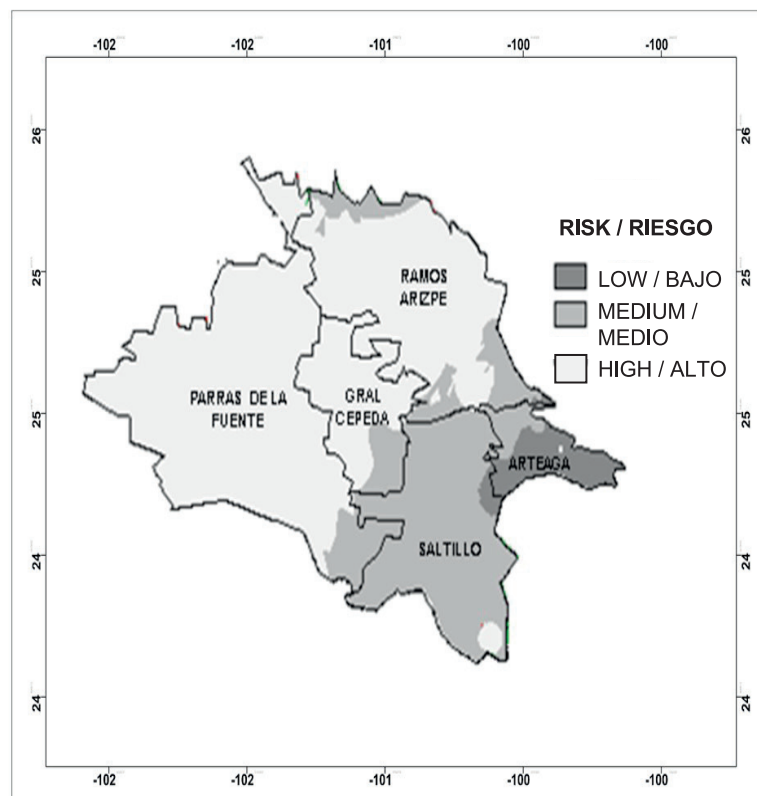 -102 -102 -101 -100 -100
26 26
RISK / RIESGO
25 25
RAMOS
ARIZPE
LOW / BAJO
MEDIUM /
MEDIO
HIGH / ALTO
PARRAS DE LA
FUENTE
GRAL
CEPEDA
25 25
ARTEAGA
SALTILLO
24 24
24 24
-102 -102 -101 -100 -100